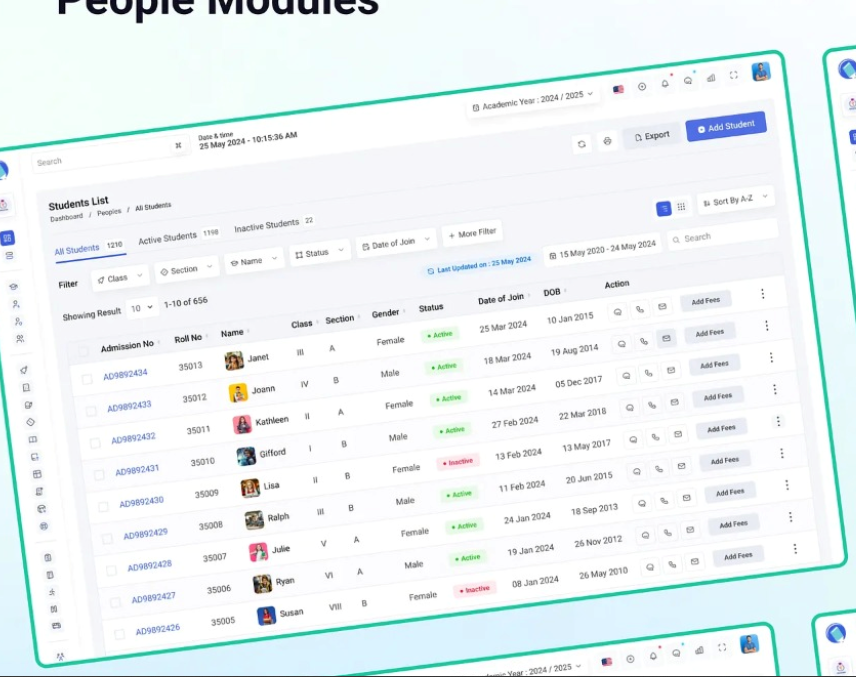 People Modules
Search
Date & time
25 May 2024 - 10:15:36 AM
Academic Year : 2024 / 2025
Students List
Dashboard / Peoples / All Students
Export
Add Student
All Students 1210 Active Students 1198 Inactive Students 22
Sort By A-Z
Filter Class Section Name Status Date of Join + More Filter
Showing Result 10 1-10 of 656
Last Updated on : 25 May 2024
15 May 2020 - 24 May 2024
Search
Admission No Roll No Name Class Section Gender Status Date of Join DOB Action
AD9892434 35013 Janet III A Female Active 25 Mar 2024 10 Jan 2015 Add Fees
AD9892433 35012 Joann IV B Male Active 18 Mar 2024 19 Aug 2014 Add Fees
AD9892432 35011 Kathleen II A Female Active 14 Mar 2024 05 Dec 2017 Add Fees
AD9892431 35010 Gifford I B Male Active 27 Feb 2024 22 Mar 2018 Add Fees
AD9892430 35009 Lisa II B Female Inactive 13 Feb 2024 13 May 2017 Add Fees
AD9892429 35008 Ralph III B Male Active 11 Feb 2024 20 Jun 2015 Add Fees
AD9892428 35007 Julie V A Female Active 24 Jan 2024 18 Sep 2013 Add Fees
AD9892427 35006 Ryan VI A Male Active 19 Jan 2024 26 Nov 2012 Add Fees
AD9892426 35005 Susan VIII B Female Inactive 08 Jan 2024 26 May 2010 Add Fees
Year : 2024 / 2025